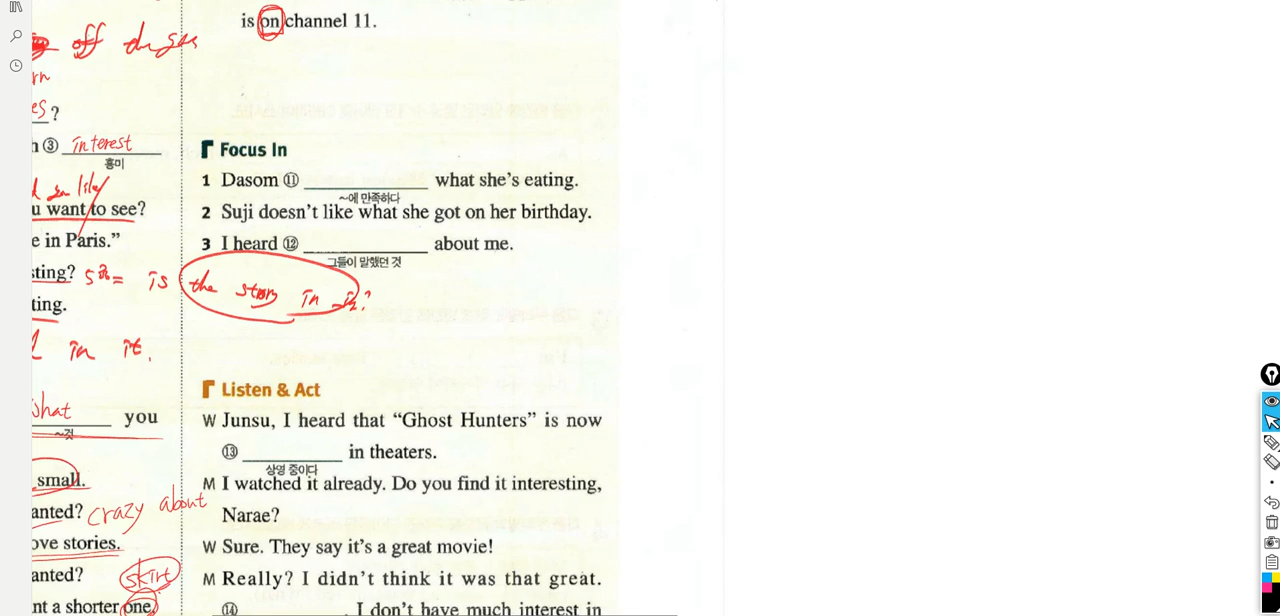 is on channel 11.
off
es?
③ interest
흥미
u want to see?
e in Paris.”
sting? is the story in it?
ting.
in it.
what you
~것
small.
anted? crazy about
ove stories.
anted? skirt
nt a shorter one.
Focus In
1 Dasom ⑪ ____________ what she’s eating.
~에 만족하다
2 Suji doesn’t like what she got on her birthday.
3 I heard ⑫ ____________ about me.
그들이 말했던 것
Listen & Act
W Junsu, I heard that “Ghost Hunters” is now
⑬ __________ in theaters.
상영 중이다
M I watched it already. Do you find it interesting,
Narae?
W Sure. They say it’s a great movie!
M Really? I didn’t think it was that great.
⑭ ____________. I don’t have much interest in